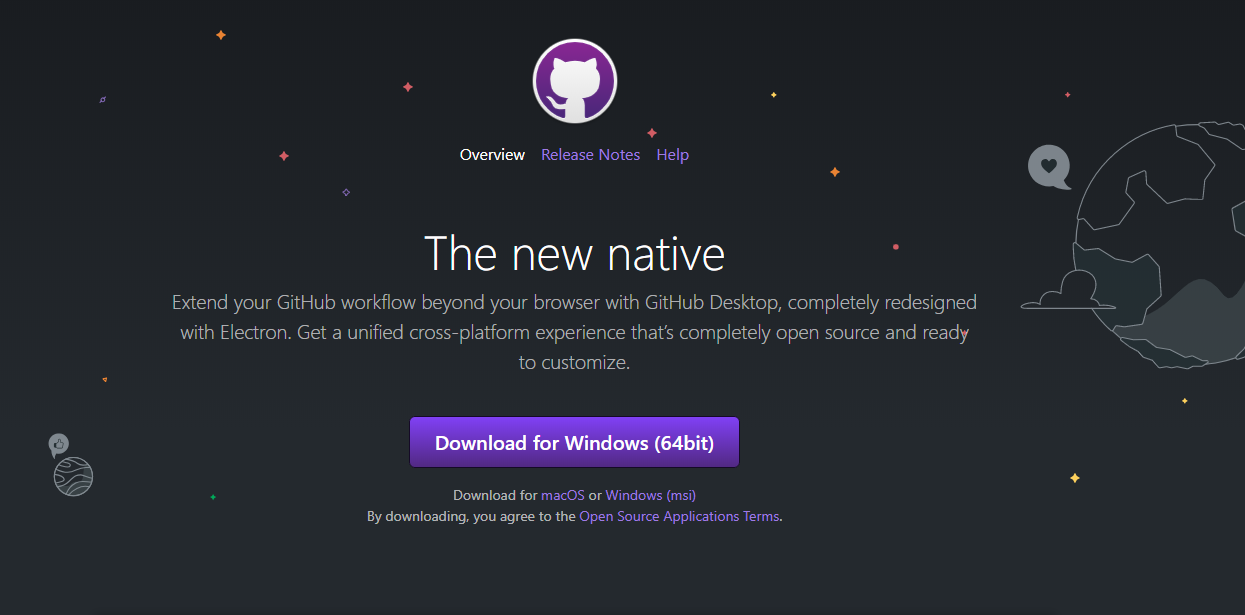 Overview Release Notes Help
The new native
Extend your GitHub workflow beyond your browser with GitHub Desktop, completely redesigned
with Electron. Get a unified cross-platform experience that's completely open source and ready
to customize.
Download for Windows (64bit)
Download for macOS or Windows (msi)
By downloading, you agree to the Open Source Applications Terms.